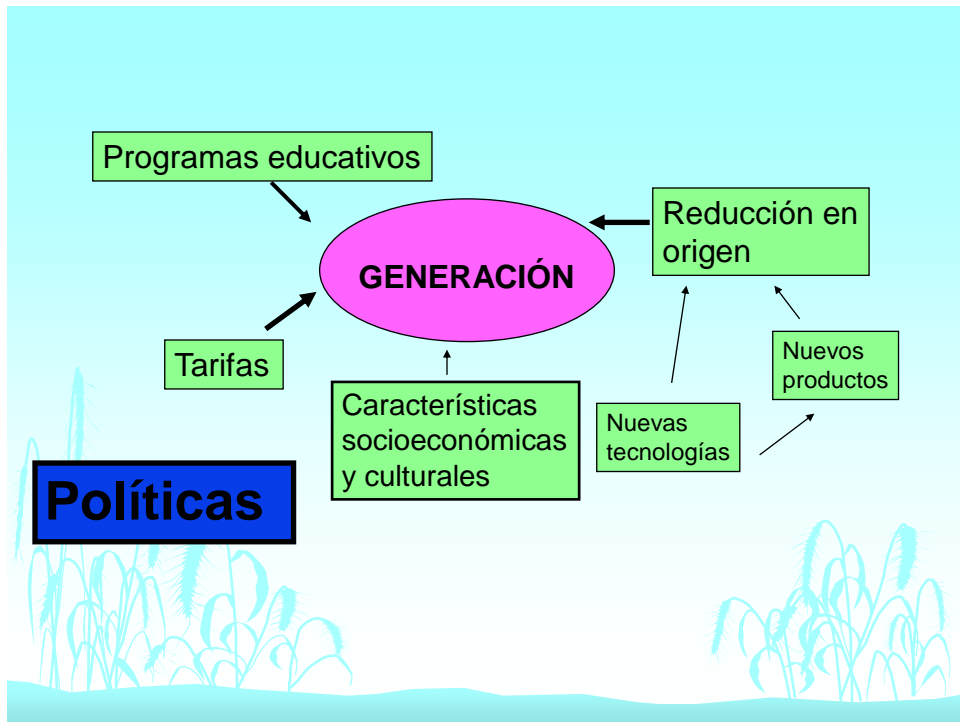 Programas educativos
Reducción en
origen
GENERACIÓN
Tarifas
Nuevos
productos
Características
socioeconómicas
y culturales
Nuevas
tecnologías
Políticas